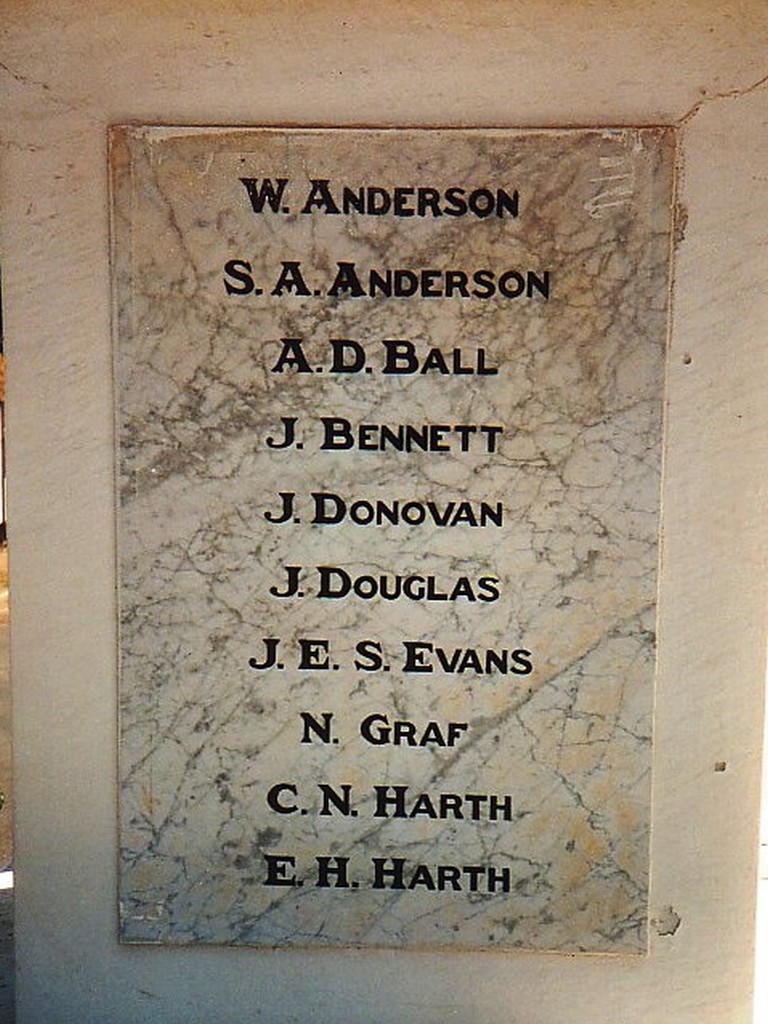 W. ANDERSON
S. A. ANDERSON
A. D. BALL
J. BENNETT
J. DONOVAN
J. DOUGLAS
J. E. S. EVANS
N. GRAF
C. N. HARTH
E. H. HARTH